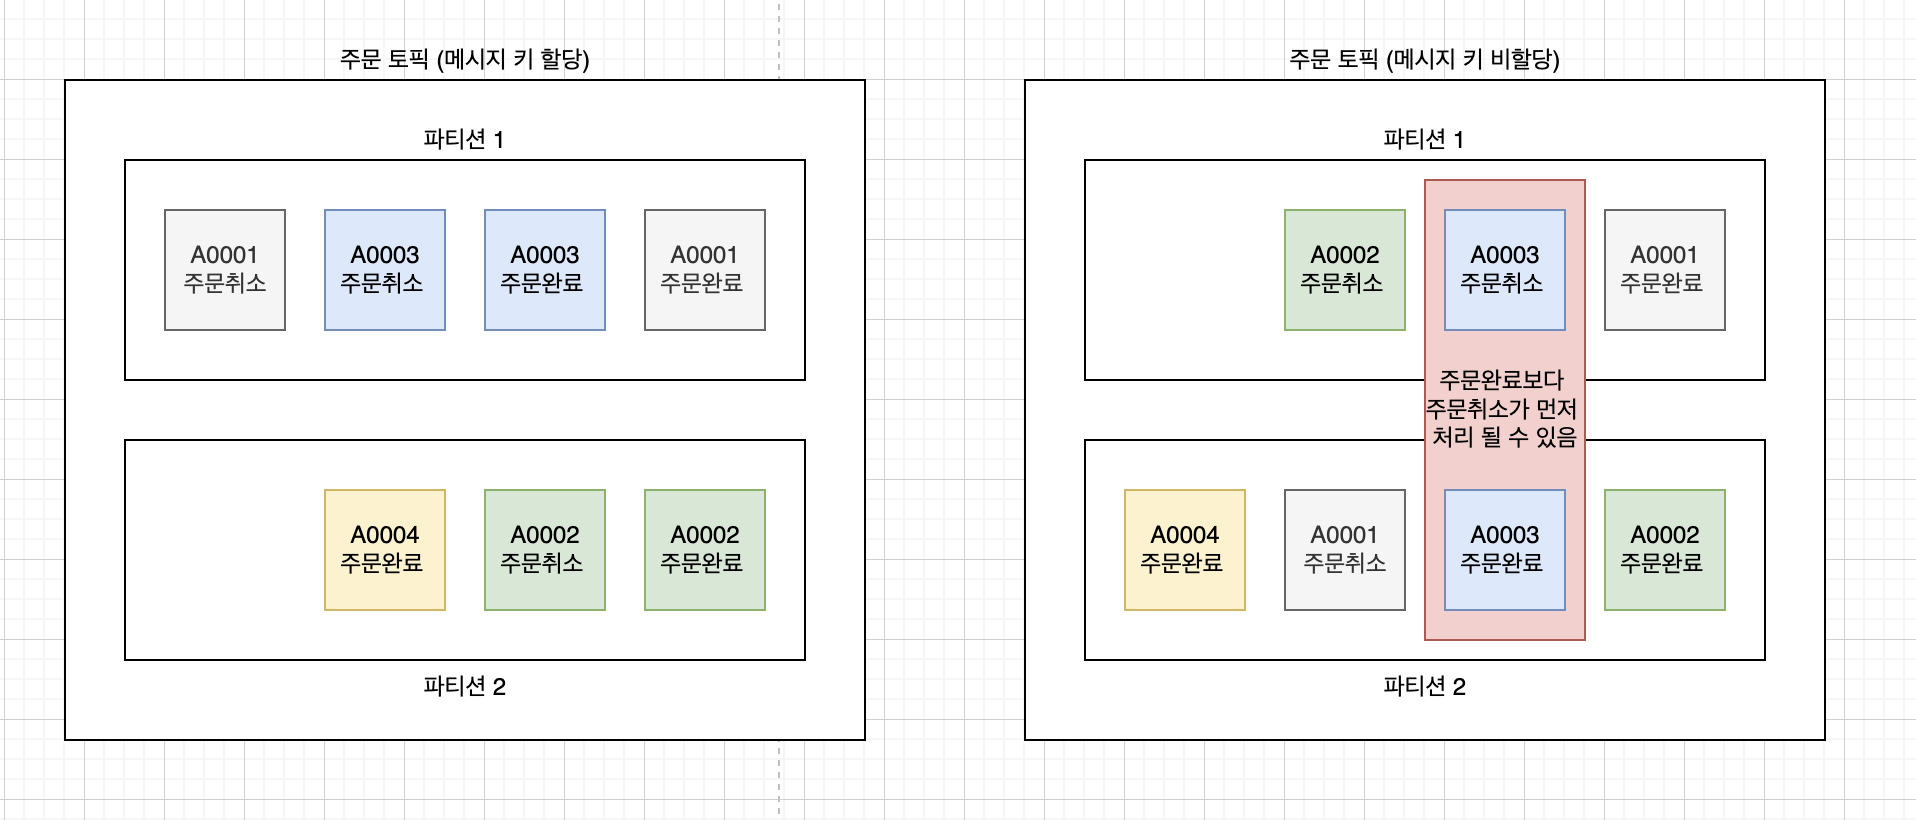 주문 토픽 (메시지 키 할당)
파티션 1
A0001
주문취소
A0003
주문취소
A0003
주문완료
A0001
주문완료
A0004
주문완료
A0002
주문취소
A0002
주문완료
파티션 2
주문 토픽 (메시지 키 비할당)
파티션 1
A0002
주문취소
A0003
주문취소
A0001
주문완료
주문완료보다
주문취소가 먼저
처리 될 수 있음
A0004
주문완료
A0001
주문취소
A0003
주문완료
A0002
주문완료
파티션 2